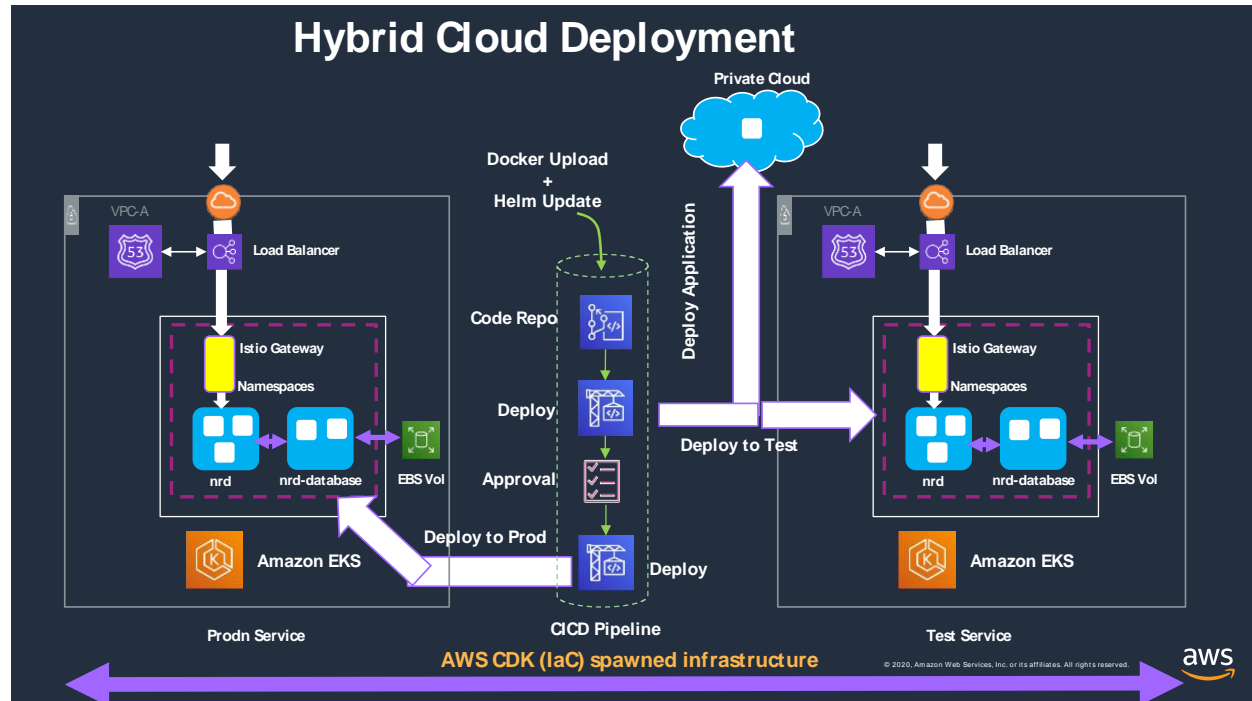 Hybrid Cloud Deployment
Private Cloud
Docker Upload
+
Helm Update
VPC-A
53
Load Balancer
Istio Gateway
Namespaces
nrd
nrd-database
EBS Vol
K
Amazon EKS
Prodn Service
Code Repo
Deploy
Approval
Deploy
CICD Pipeline
Deploy to Prod
Deploy Application
Deploy to Test
VPC-A
53
Load Balancer
Istio Gateway
Namespaces
nrd
nrd-database
EBS Vol
K
Amazon EKS
Test Service
AWS CDK (IaC) spawned infrastructure
© 2020, Amazon Web Services, Inc. or its affiliates. All rights reserved.
aws